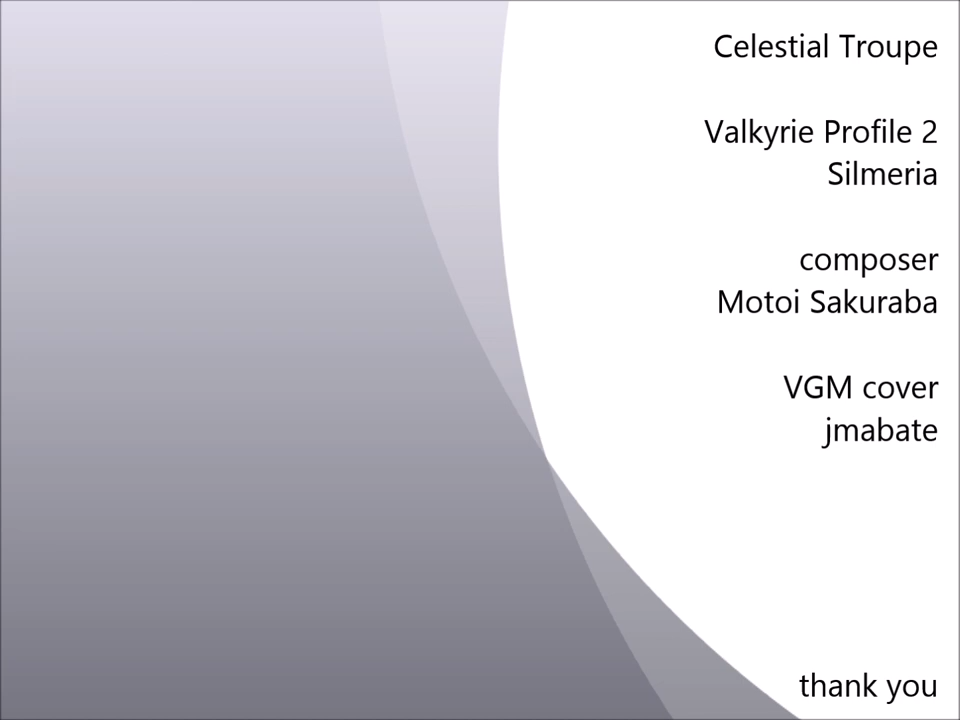 Celestial Troupe
Valkyrie Profile 2
Silmeria
composer
Motoi Sakuraba
VGM cover
jmabate
thank you